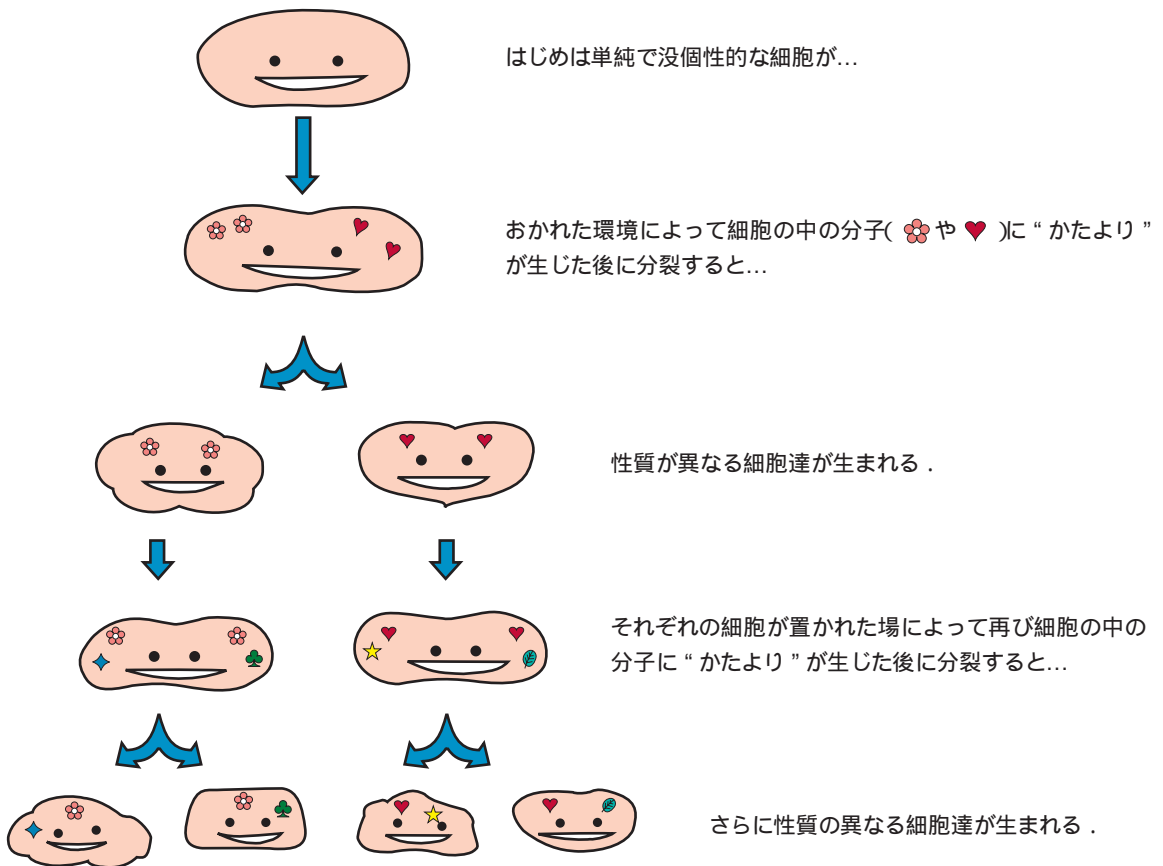 はじめは単純で没個性的な細胞が…
おかれた環境によって細胞の中の分子( や )に“かたより”
が生じた後に分裂すると…
性質が異なる細胞達が生まれる．
それぞれの細胞が置かれた場によって再び細胞の中の
分子に“かたより”が生じた後に分裂すると…
さらに性質の異なる細胞達が生まれる．